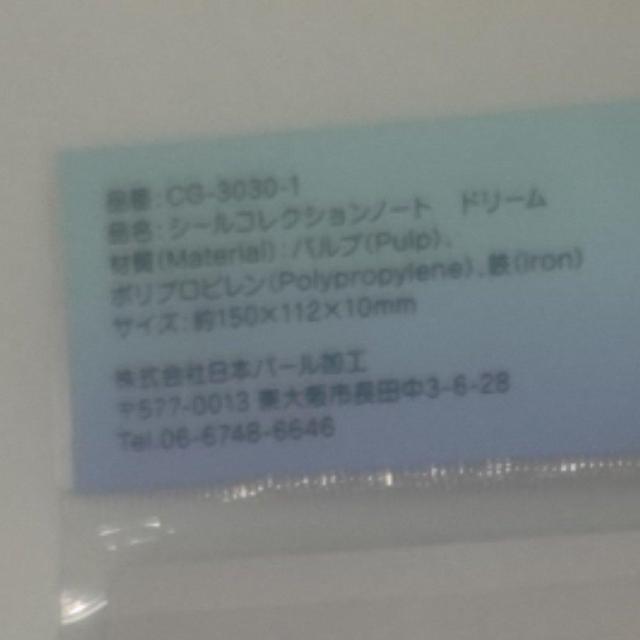 品番：CG-3030-1
品名：シールコレクションノート　ドリーム
材質(Material)：パルプ(Pulp)、
ポリプロピレン(Polypropylene)、鉄(Iron)
サイズ：約150×112×10mm
株式会社日本パール加工
〒577-0013 東大阪市長田中3-6-28
Tel.06-6748-6646